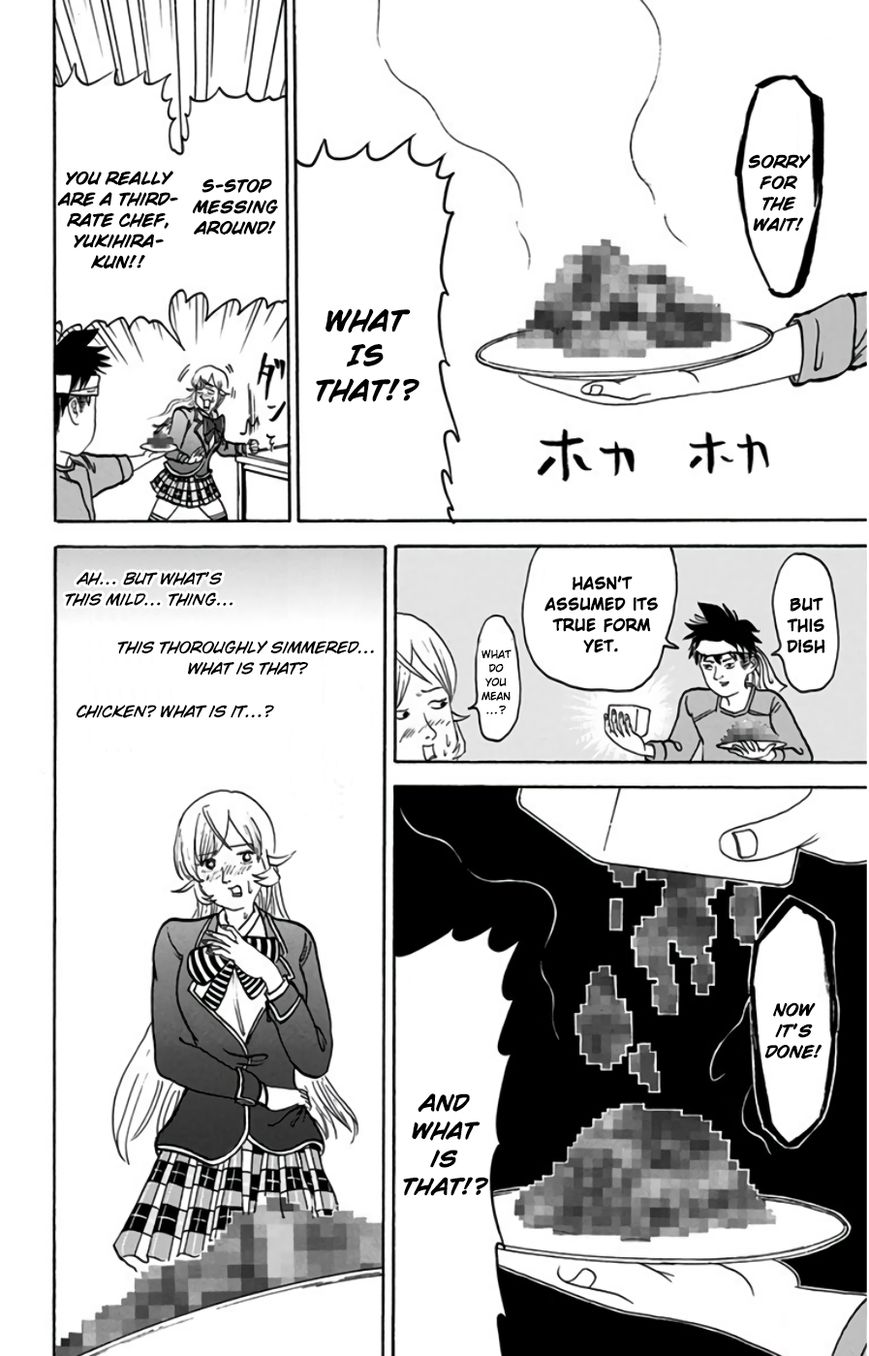 SORRY
FOR
THE
WAIT!
ホカ ホカ
WHAT
IS
THAT!?
S-STOP
MESSING
AROUND!
YOU REALLY
ARE A THIRD-
RATE CHEF,
YUKIHIRA-
KUN!!
ダン
BUT
THIS
DISH
HASN'T
ASSUMED ITS
TRUE FORM
YET.
WHAT
DO
YOU
MEAN
...?
NOW
IT'S
DONE!
AND
WHAT
IS
THAT!?
AH... BUT WHAT'S
THIS MILD... THING...
THIS THOROUGHLY SIMMERED...
WHAT IS THAT?
CHICKEN? WHAT IS IT...?